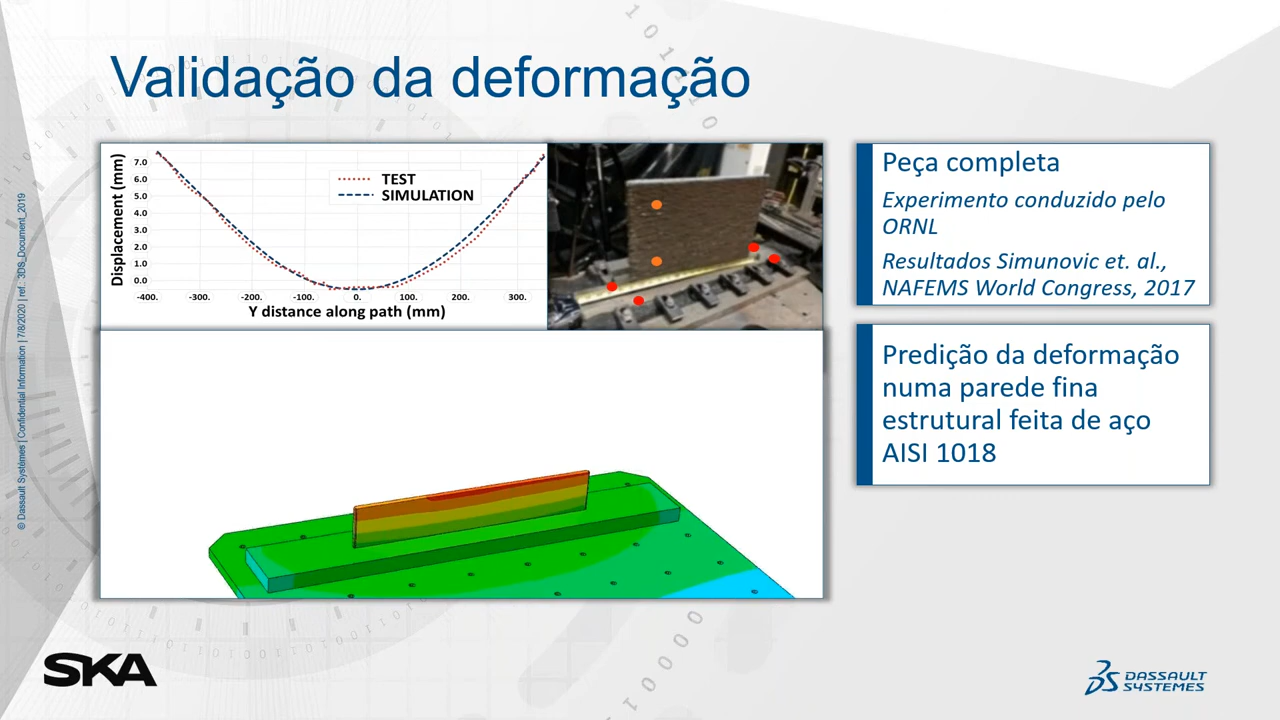 Validação da deformação
Displacement (mm)
7.0
6.0
5.0
4.0
3.0
2.0
1.0
0.0
TEST
SIMULATION
-400. -300. -200. -100. 0. 100. 200. 300.
Y distance along path (mm)
Peça completa
Experimento conduzido pelo
ORNL
Resultados Simunovic et. al.,
NAFEMS World Congress, 2017
Predição da deformação
numa parede fina
estrutural feita de aço
AISI 1018
© Dassault Systèmes | Confidential Information | 7/8/2020 | ref.: 3DS_Document_2019
SKA
DASSAULT
SYSTEMES